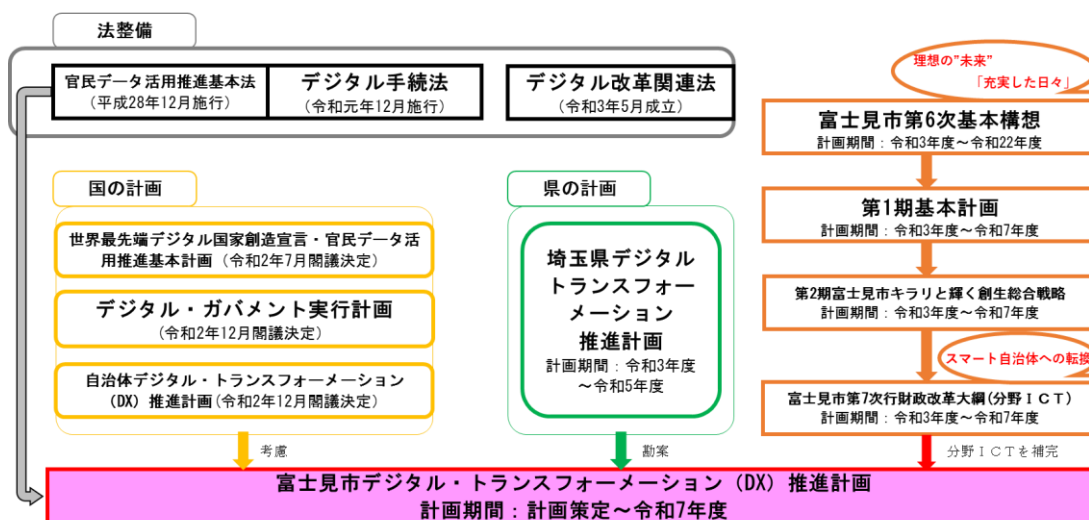 法整備
官民データ活用推進基本法
(平成28年12月施行)
デジタル手続法
(令和元年12月施行)
デジタル改革関連法
(令和3年5月成立)
国の計画
世界最先端デジタル国家創造宣言・官民データ活
用推進基本計画 (令和2年7月閣議決定)
デジタル・ガバメント実行計画
(令和2年12月閣議決定)
自治体デジタル・トランスフォーメーション
(DX) 推進計画(令和2年12月閣議決定)
考慮
県の計画
埼玉県デジタル
トランスフォー
メーション
推進計画
計画期間:令和3年度
~令和5年度
勘案
理想の"未来"
「充実した日々」
富士見市第6次基本構想
計画期間:令和3年度~令和22年度
第1期基本計画
計画期間:令和3年度~令和7年度
第2期富士見市キラリと輝く創生総合戦略
計画期間:令和3年度~令和7年度
スマート自治体への転換
富士見市第7次行財政改革大綱(分野ICT)
計画期間:令和3年度~令和7年度
分野ICTを補完
富士見市デジタル・トランスフォーメーション (DX) 推進計画
計画期間:計画策定~令和7年度